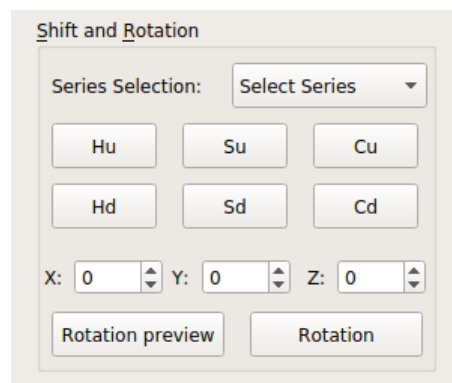 Shift and Rotation
Series Selection: Select Series
Hu Su Cu
Hd Sd Cd
X: 0 Y: 0 Z: 0
Rotation preview Rotation